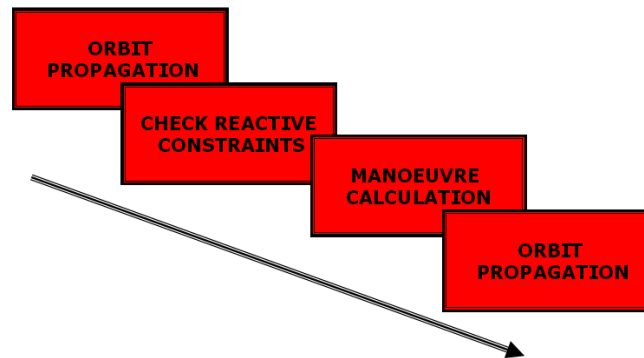 ORBIT
PROPAGATION
CHECK REACTIVE
CONSTRAINTS
MANOEUVRE
CALCULATION
ORBIT
PROPAGATION